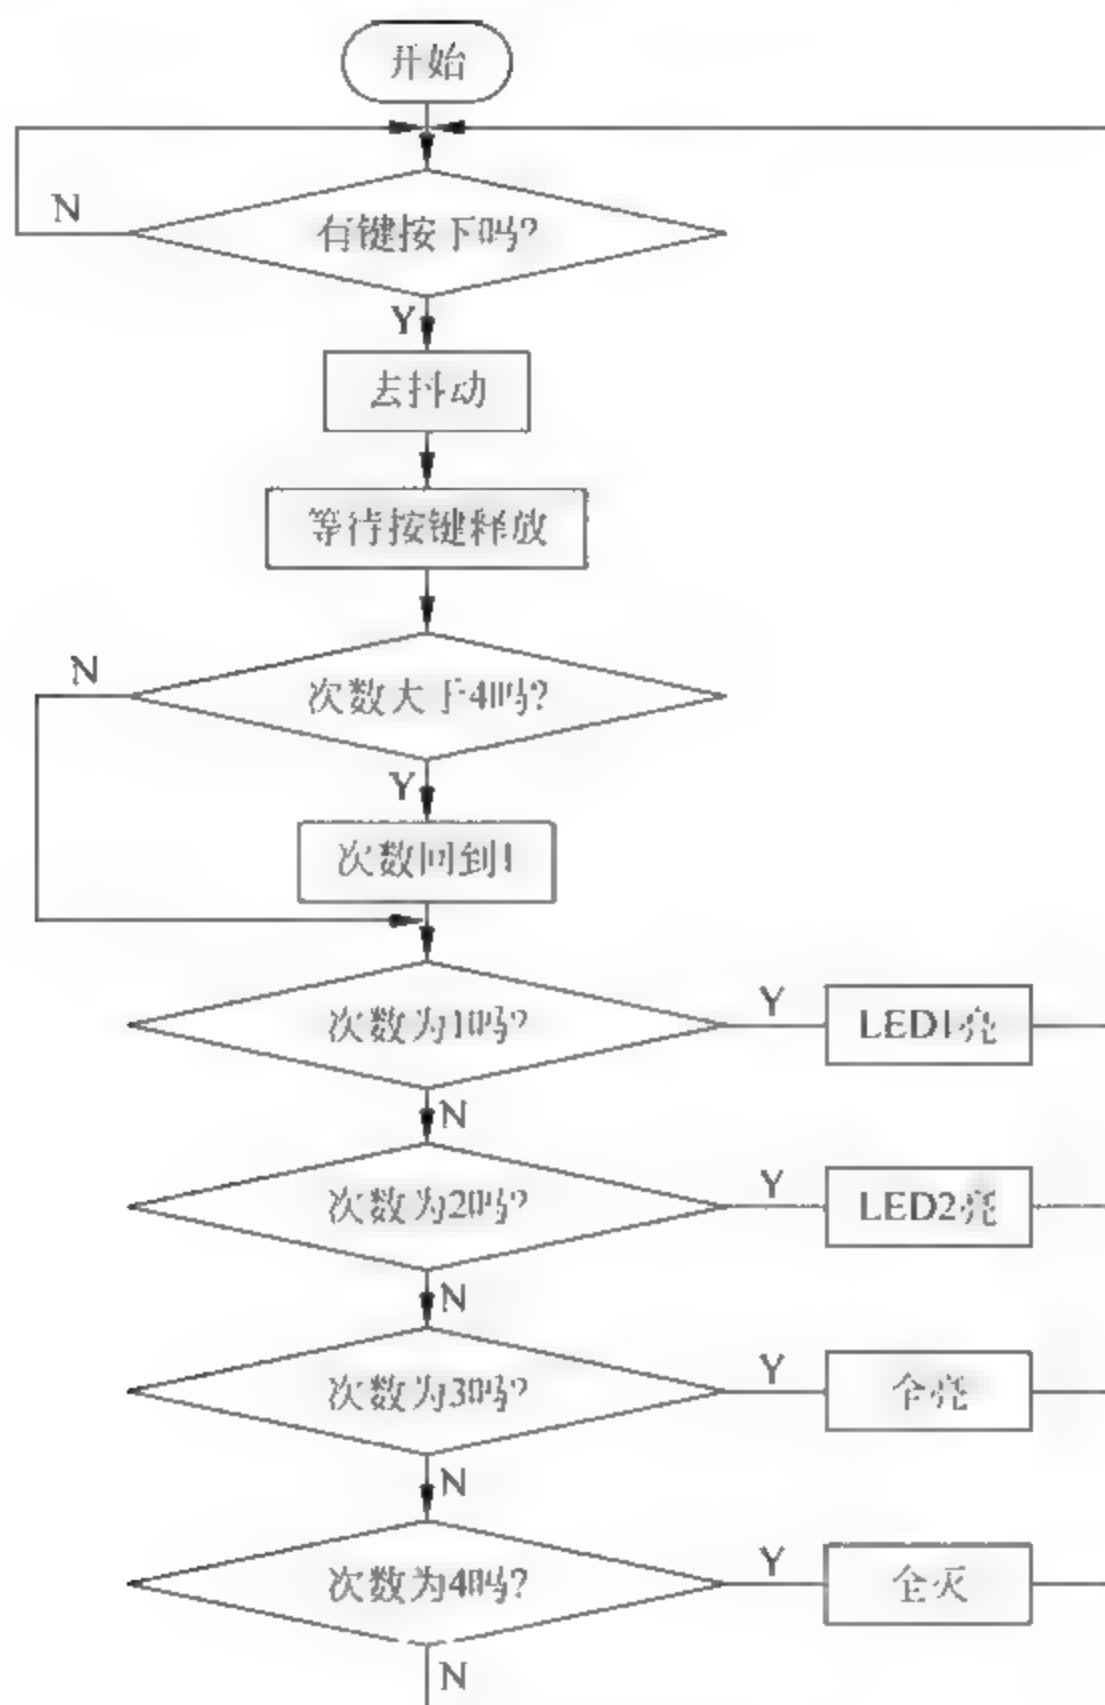 开始
N
有键按下吗?
Y
去抖动
等待按键释放
N
次数大于4吗?
Y
次数回到1
次数为1吗?
Y
LED1亮
N
次数为2吗?
Y
LED2亮
N
次数为3吗?
Y
全亮
N
次数为4吗?
Y
全灭
N